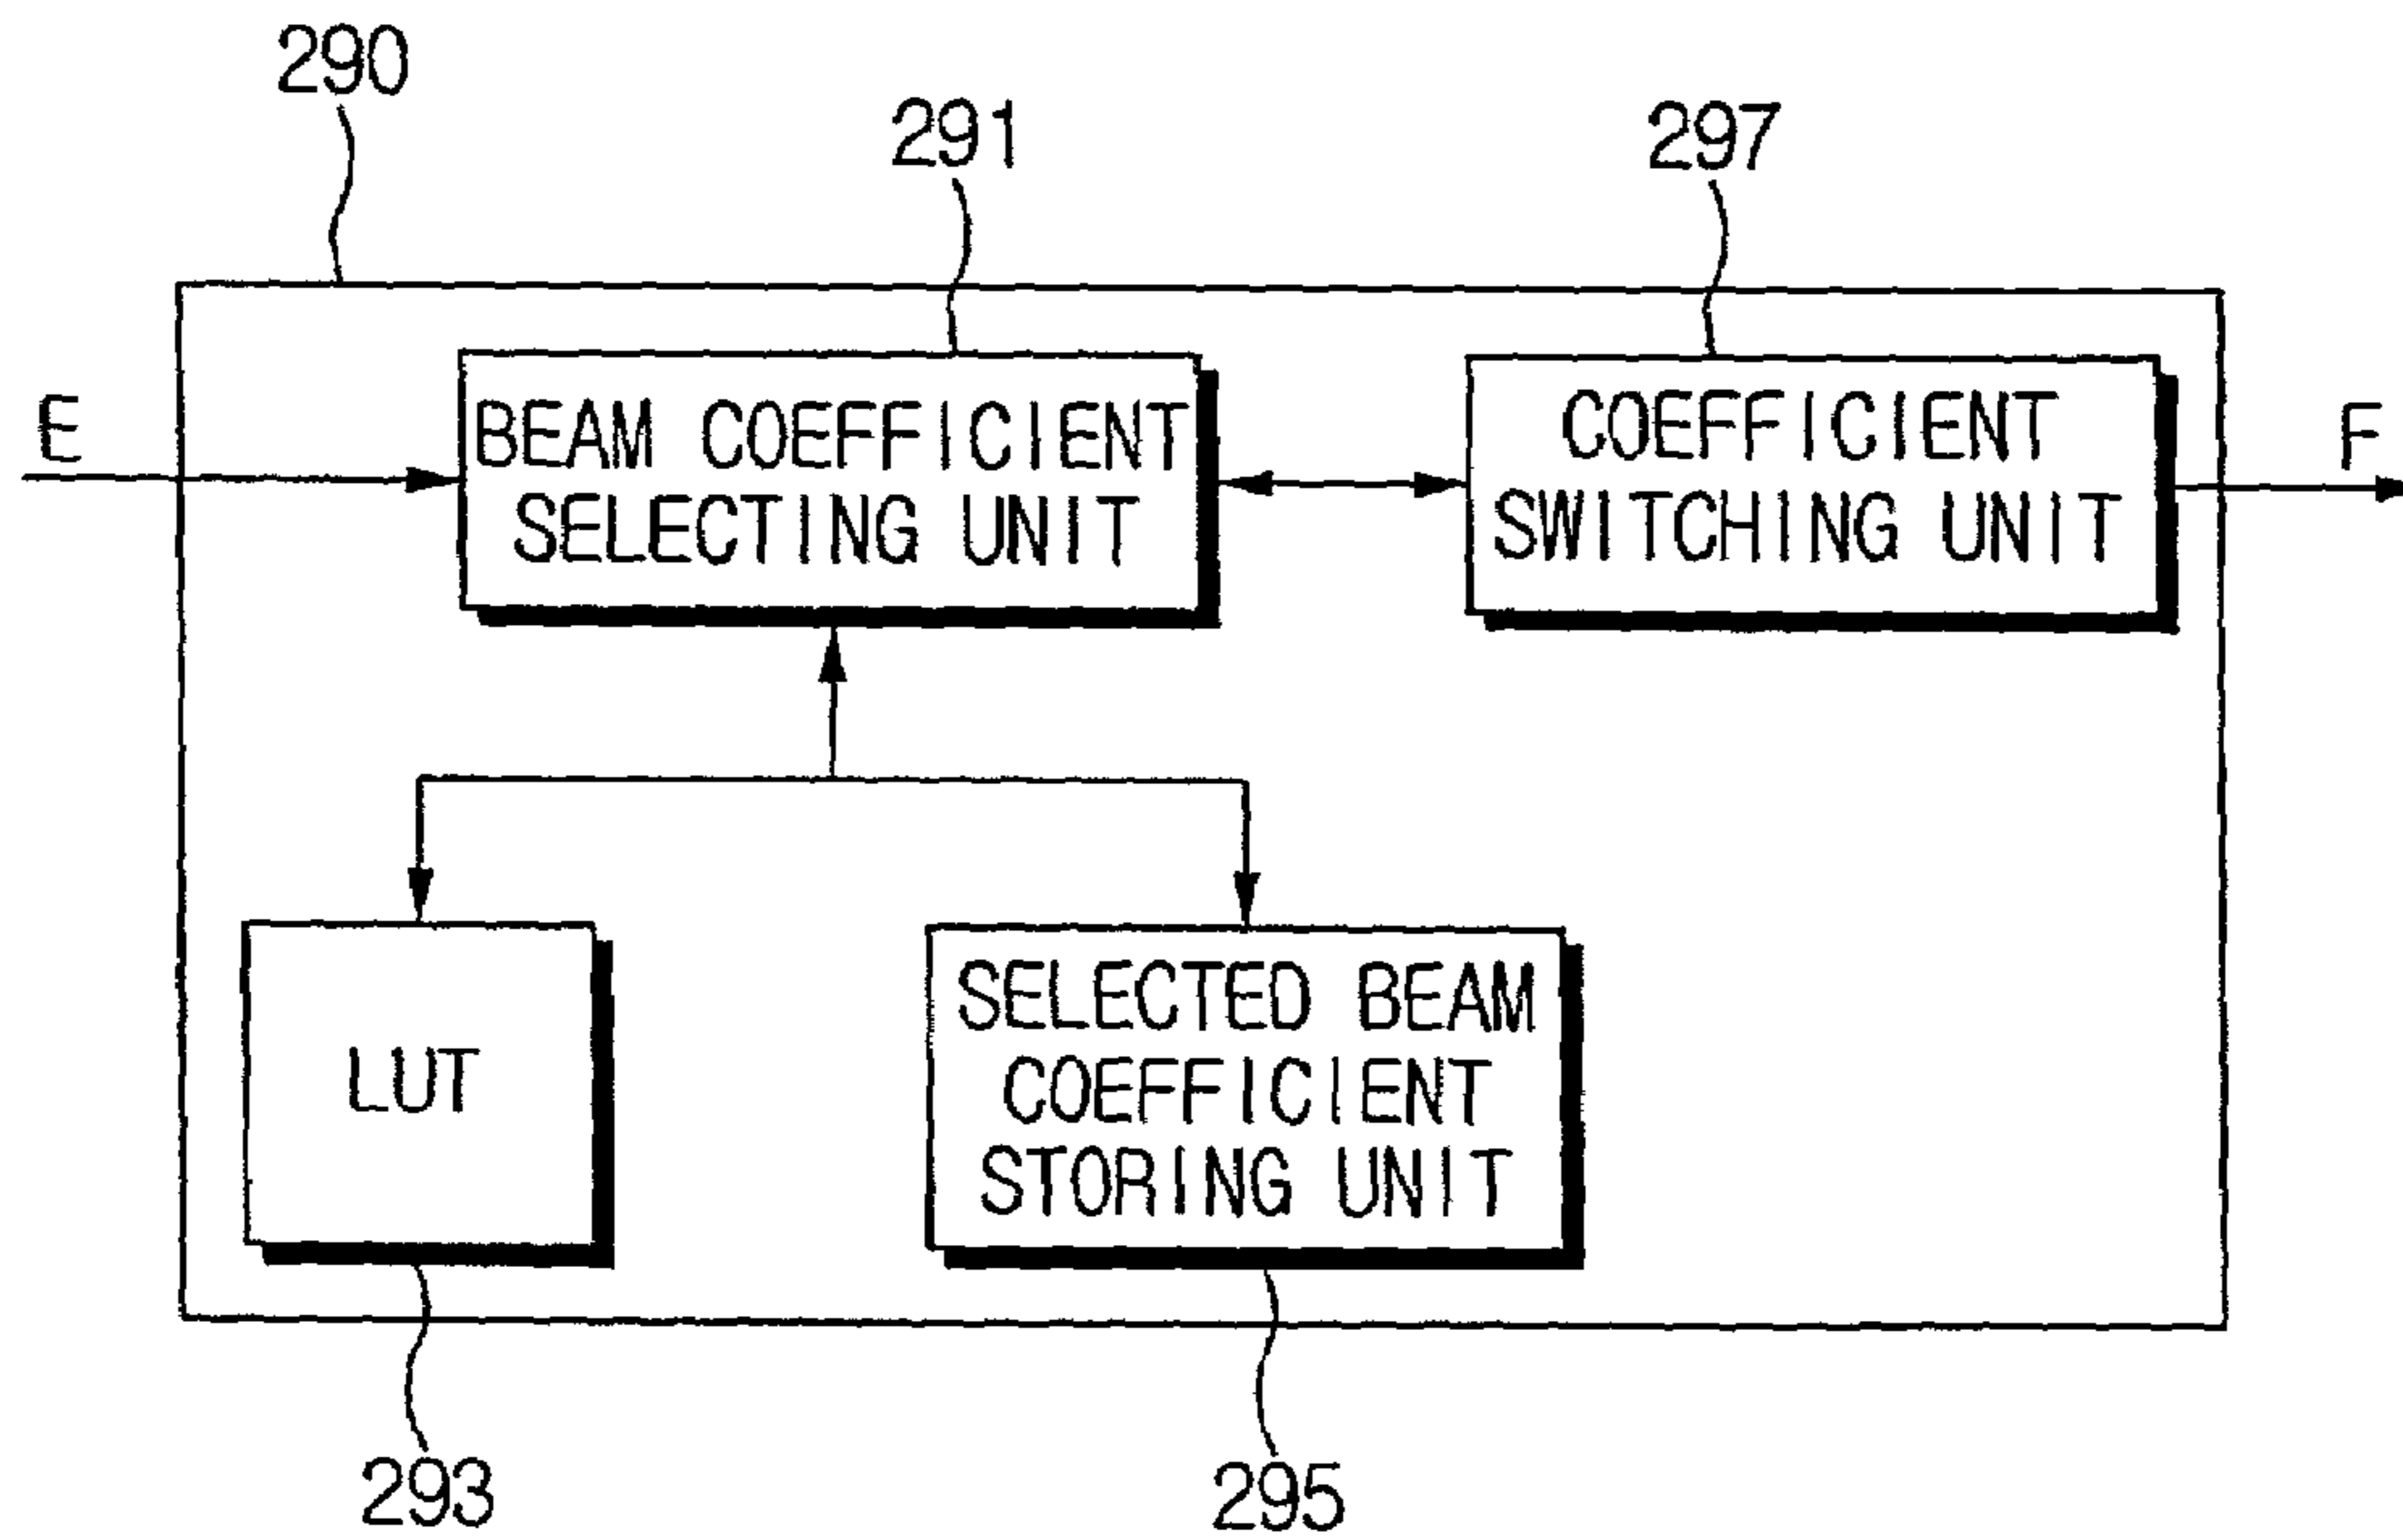 290
291
297
E
BEAM COEFFICIENT
SELECTING UNIT
COEFFICIENT
SWITCHING UNIT
F
LUT
SELECTED BEAM
COEFFICIENT
STORING UNIT
293
295